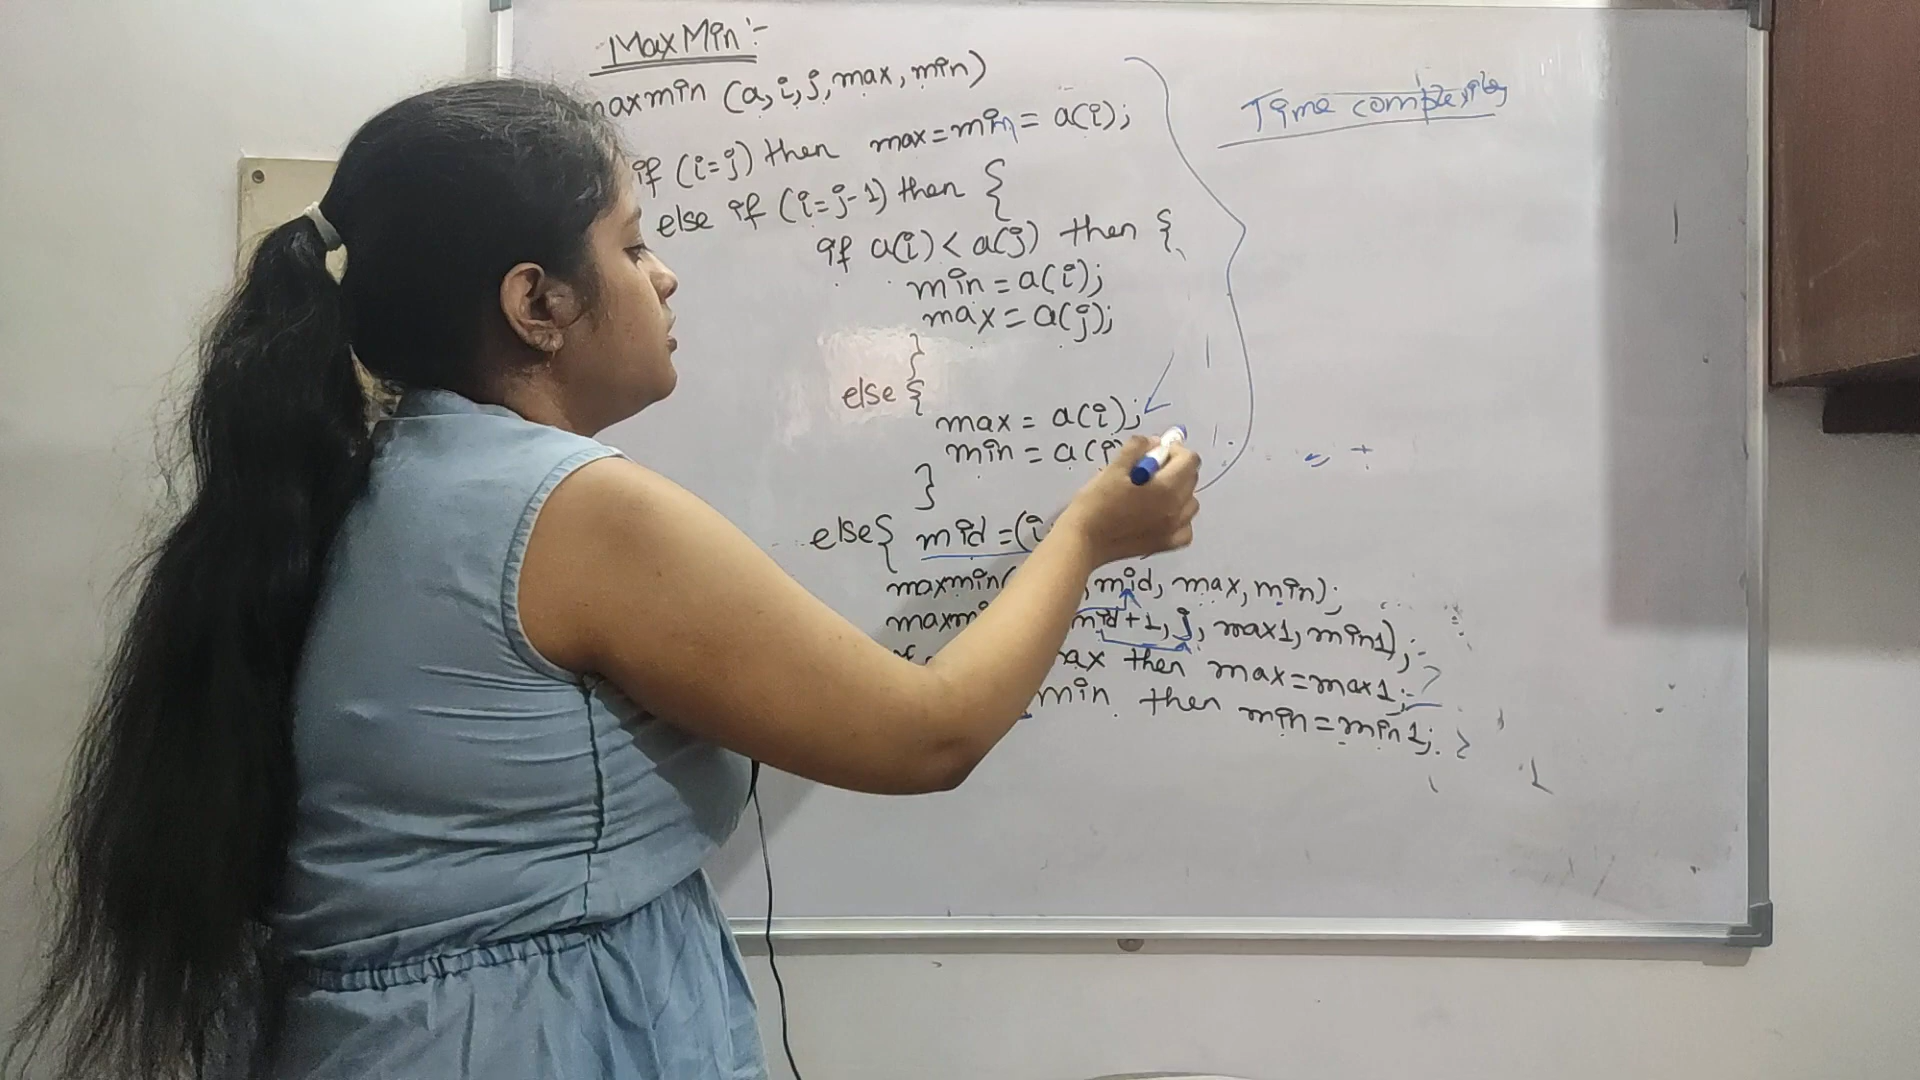 MaxMin :-
maxmin (a, i, j, max, min)
Time complexity
if (i=j) then max=min = a(i);
else if (i=j-1) then {
if a(i) < a(j) then {
min = a(i);
max = a(j);
}
else {
max = a(i);
min = a(
}
else{ mid =(i
maxmin( , mid, max, min);
mid+1, j, max1, min1);
max then max=max1;
min then min=min1; }